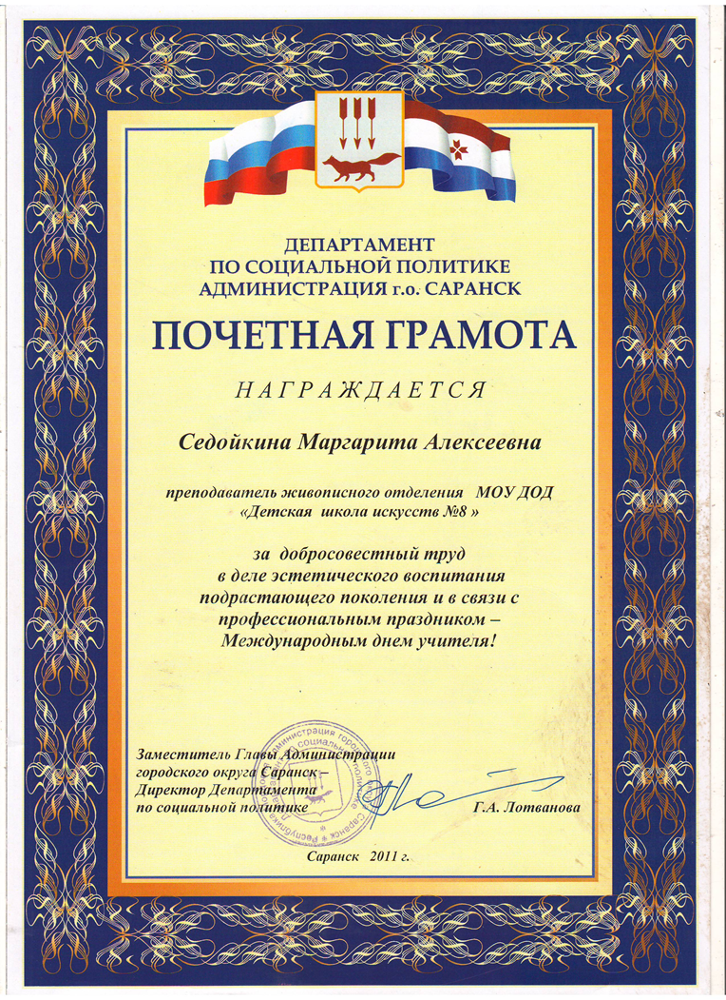 ДЕПАРТАМЕНТ
ПО СОЦИАЛЬНОЙ ПОЛИТИКЕ
АДМИНИСТРАЦИЯ г.о. САРАНСК
ПОЧЕТНАЯ ГРАМОТА
НАГРАЖДАЕТСЯ
Седойкина Маргарита Алексеевна
преподаватель живописного отделения МОУ ДОД
«Детская школа искусств №8 »
за добросовестный труд
в деле эстетического воспитания
подрастающего поколения и в связи с
профессиональным праздником –
Международным днем учителя!
Заместитель Главы Администрации
городского округа Саранск –
Директор Департамента
по социальной политике
Г.А. Лотванова
Саранск 2011 г.